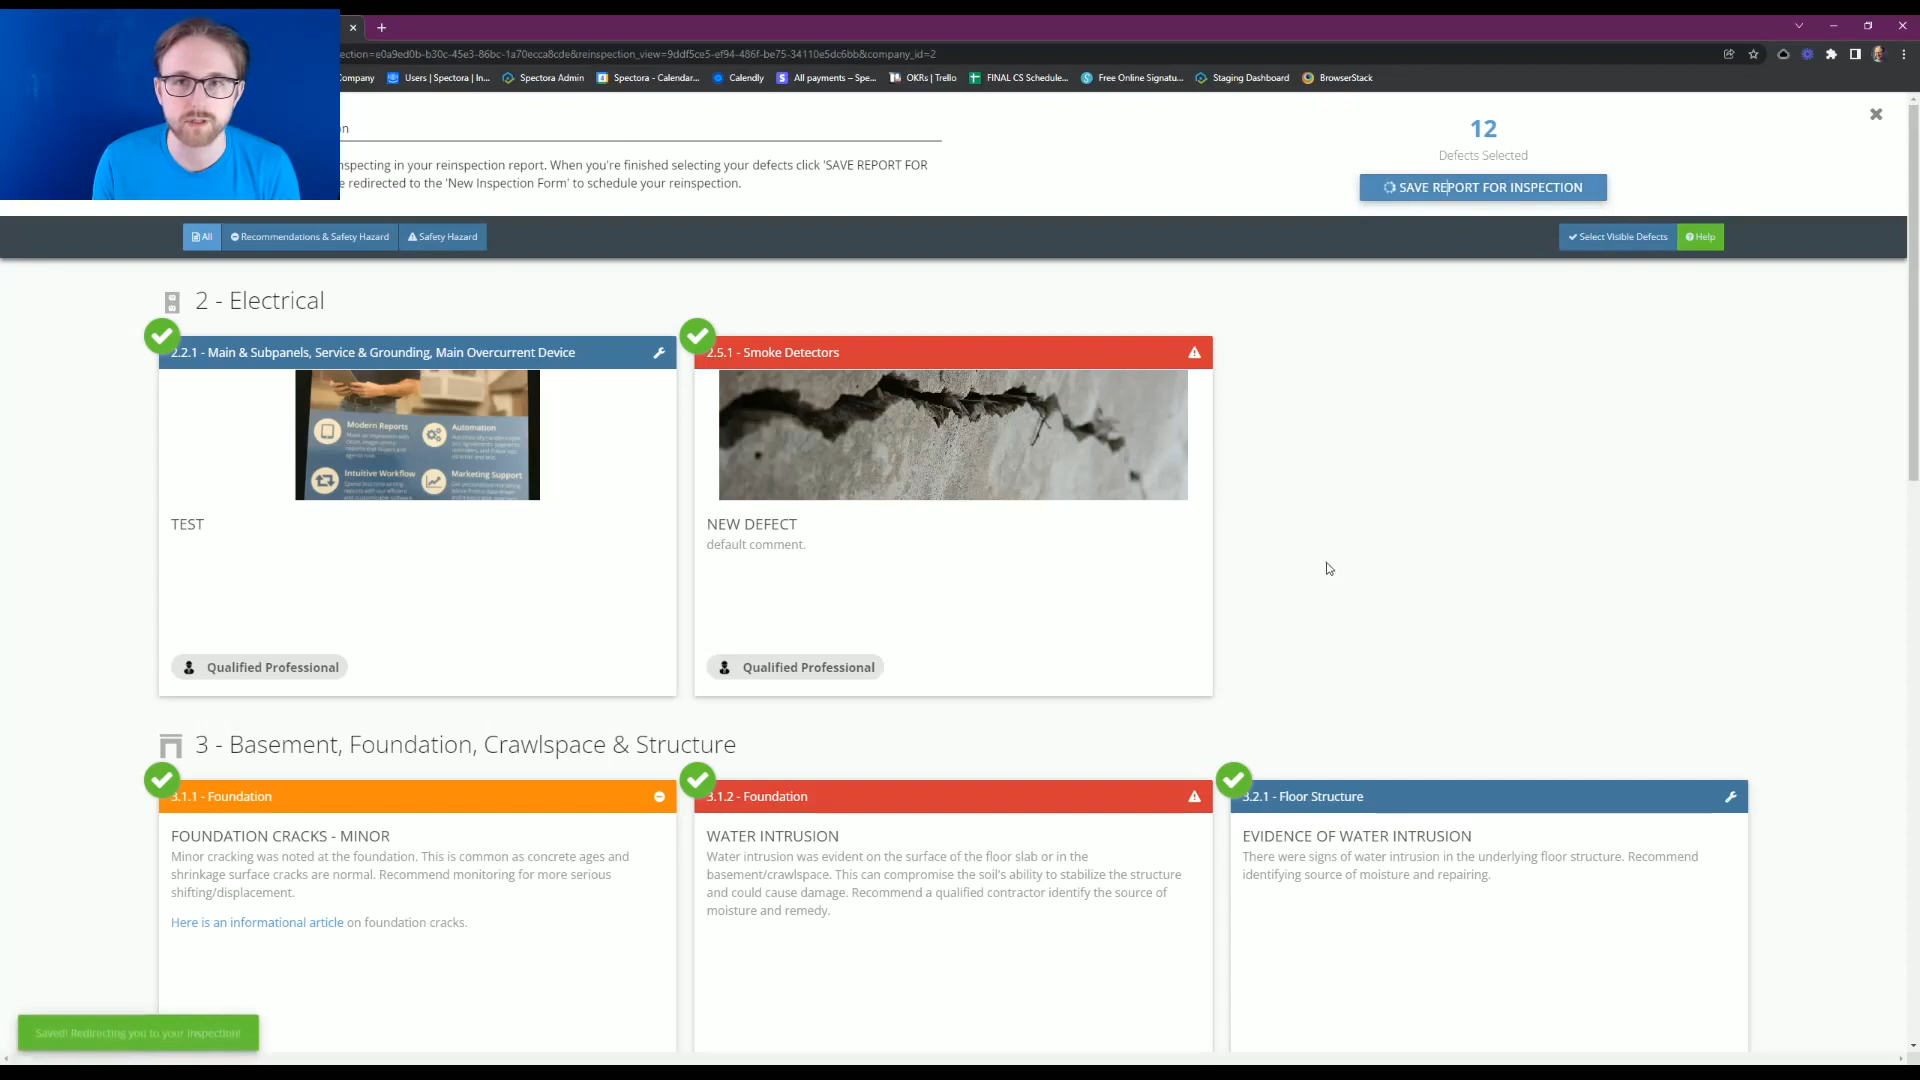 ection=e0a9ed0b-b30c-45e3-86bc-1a70ecca8cde&reinspection_view=9ddf5ce5-ef94-486f-be75-34110e5dc6bb&company_id=2
ompany
Users | Spectora | In...
Spectora Admin
Spectora - Calendar...
Calendly
All payments – Spe...
OKRs | Trello
FINAL CS Schedule...
Free Online Signatu...
Staging Dashboard
BrowserStack
on
nspecting in your reinspection report. When you're finished selecting your defects click 'SAVE REPORT FOR
e redirected to the 'New Inspection Form' to schedule your reinspection.
12
Defects Selected
SAVE REPORT FOR INSPECTION
All
Recommendations & Safety Hazard
Safety Hazard
Select Visible Defects
Help
2 - Electrical
2.2.1 - Main & Subpanels, Service & Grounding, Main Overcurrent Device
Modern Reports
Automation
Intuitive Workflow
Marketing Support
TEST
Qualified Professional
2.5.1 - Smoke Detectors
NEW DEFECT
default comment.
Qualified Professional
3 - Basement, Foundation, Crawlspace & Structure
3.1.1 - Foundation
FOUNDATION CRACKS - MINOR
Minor cracking was noted at the foundation. This is common as concrete ages and
shrinkage surface cracks are normal. Recommend monitoring for more serious
shifting/displacement.
Here is an informational article on foundation cracks.
3.1.2 - Foundation
WATER INTRUSION
Water intrusion was evident on the surface of the floor slab or in the
basement/crawlspace. This can compromise the soil's ability to stabilize the structure
and could cause damage. Recommend a qualified contractor identify the source of
moisture and remedy.
3.2.1 - Floor Structure
EVIDENCE OF WATER INTRUSION
There were signs of water intrusion in the underlying floor structure. Recommend
identifying source of moisture and repairing.
Saved! Redirecting you to your inspection!